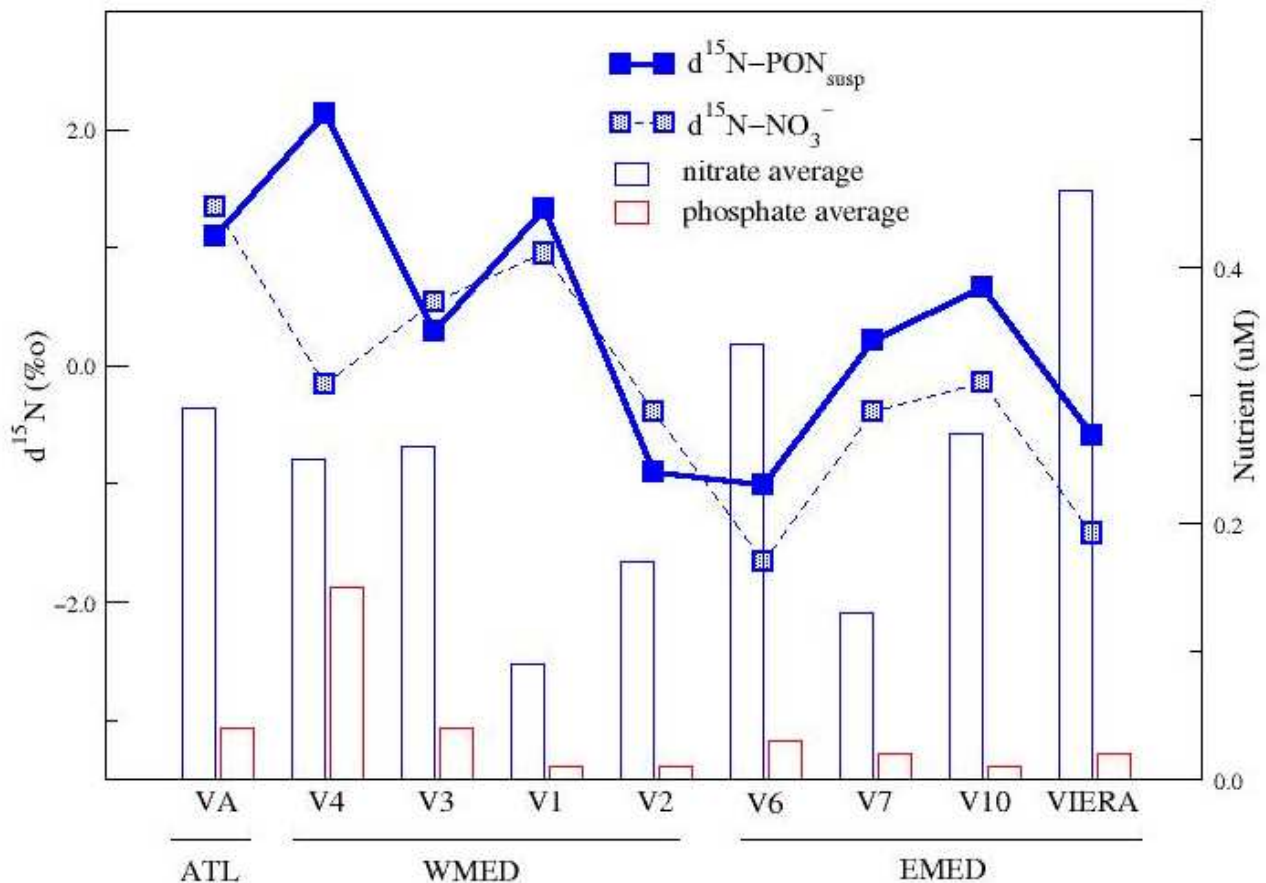 d¹⁵N−PONsusp
d¹⁵N−NO₃⁻
nitrate average
phosphate average
2.0
0.0
−2.0
d¹⁵N (%o)
0.4
0.2
0.0
Nutrient (uM)
VA V4 V3 V1 V2 V6 V7 V10 VIERA
ATL WMED EMED